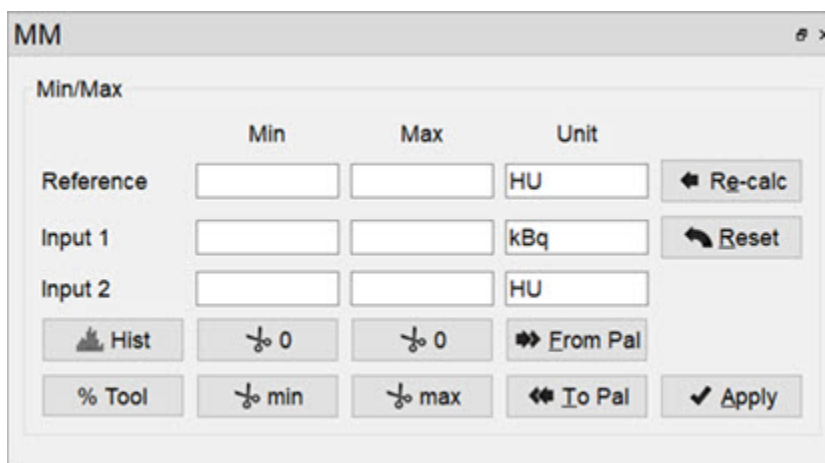 MM
Min/Max
Min Max Unit
Reference HU Re-calc
Input 1 kBq Reset
Input 2 HU
Hist 0 0 From Pal
% Tool min max To Pal Apply